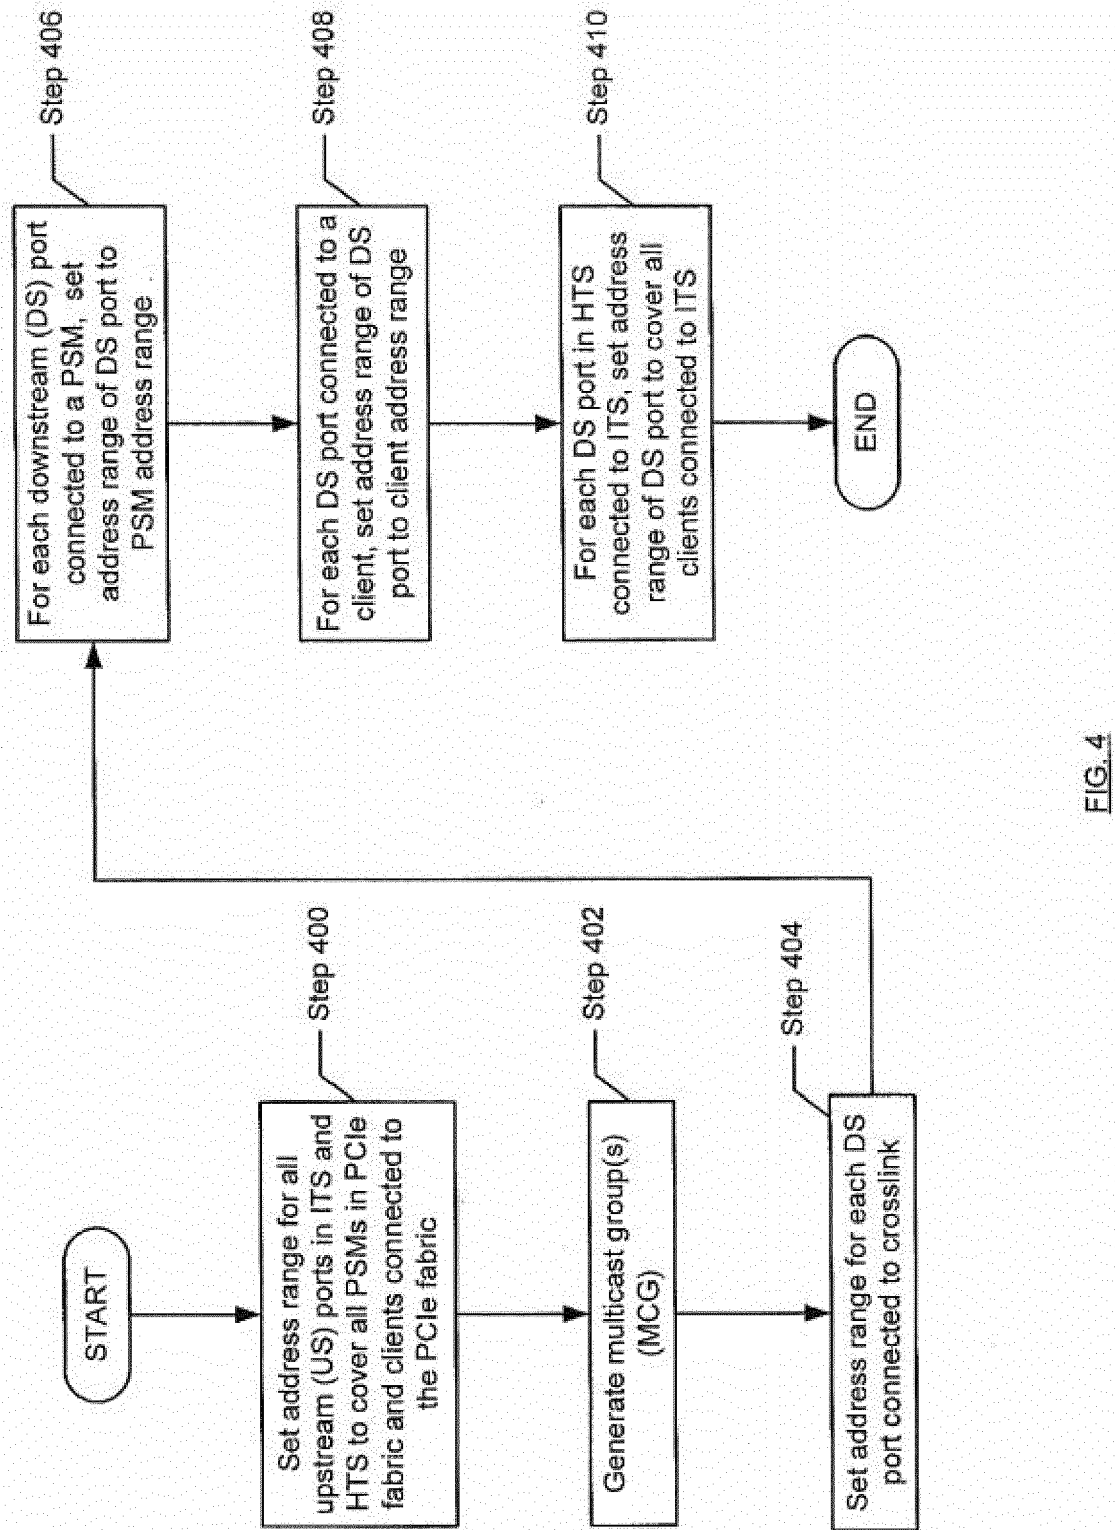 START
Set address range for all
upstream (US) ports in ITS and
HTS to cover all PSMs in PCIe
fabric and clients connected to
the PCIe fabric
Step 400
Generate multicast group(s)
(MCG)
Step 402
Set address range for each DS
port connected to crosslink
Step 404
For each downstream (DS) port
connected to a PSM, set
address range of DS port to
PSM address range .
Step 406
For each DS port connected to a
client, set address range of DS
port to client address range
Step 408
For each DS port in HTS
connected to ITS, set address
range of DS port to cover all
clients connected to ITS
Step 410
END
FIG. 4